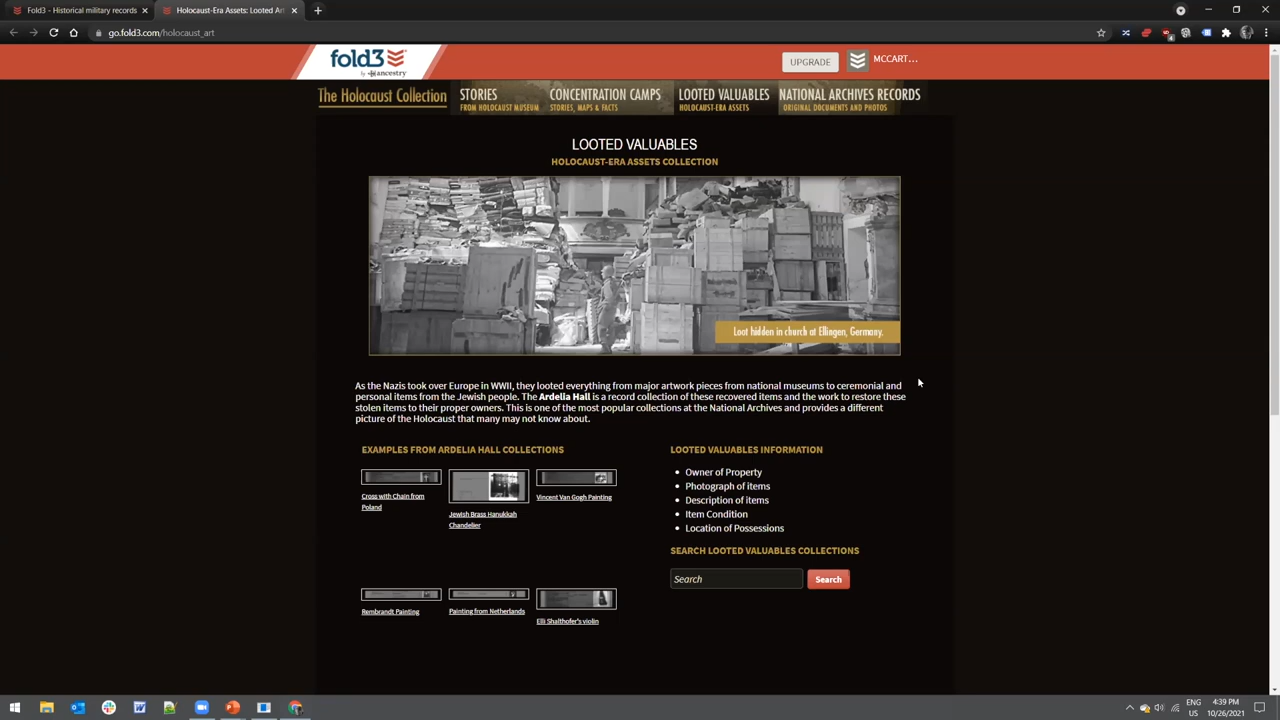 Fold3 - Historical military records
Holocaust-Era Assets: Looted Art
go.fold3.com/holocaust_art
fold3
by ancestry
UPGRADE
MCCART...
The Holocaust Collection
STORIES
FROM HOLOCAUST MUSEUM
CONCENTRATION CAMPS
STORIES, MAPS & FACTS
LOOTED VALUABLES
HOLOCAUST-ERA ASSETS
NATIONAL ARCHIVES RECORDS
ORIGINAL DOCUMENTS AND PHOTOS
LOOTED VALUABLES
HOLOCAUST-ERA ASSETS COLLECTION
Loot hidden in church at Ellingen, Germany.
As the Nazis took over Europe in WWII, they looted everything from major artwork pieces from national museums to ceremonial and
personal items from the Jewish people. The Ardelia Hall is a record collection of these recovered items and the work to restore these
stolen items to their proper owners. This is one of the most popular collections at the National Archives and provides a different
picture of the Holocaust that many may not know about.
EXAMPLES FROM ARDELIA HALL COLLECTIONS
Cross with Chain from
Poland
Jewish Brass Hanukkah
Chandelier
Vincent Van Gogh Painting
Rembrandt Painting
Painting from Netherlands
Elli Shalthofer's violin
LOOTED VALUABLES INFORMATION
Owner of Property
Photograph of items
Description of items
Item Condition
Location of Possessions
SEARCH LOOTED VALUABLES COLLECTIONS
Search
Search
ENG
US
4:39 PM
10/26/2021